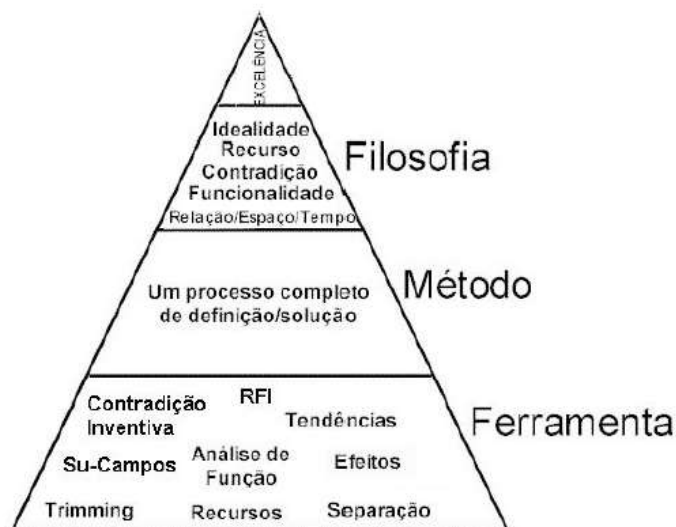 EXCELÊNCIA
Idealidade
Recurso
Contradição
Funcionalidade
Relação/Espaço/Tempo
Filosofia
Um processo completo
de definição/solução
Método
Contradição
Inventiva
RFI
Tendências
Ferramenta
Su-Campos
Análise de
Função
Efeitos
Trimming
Recursos
Separação